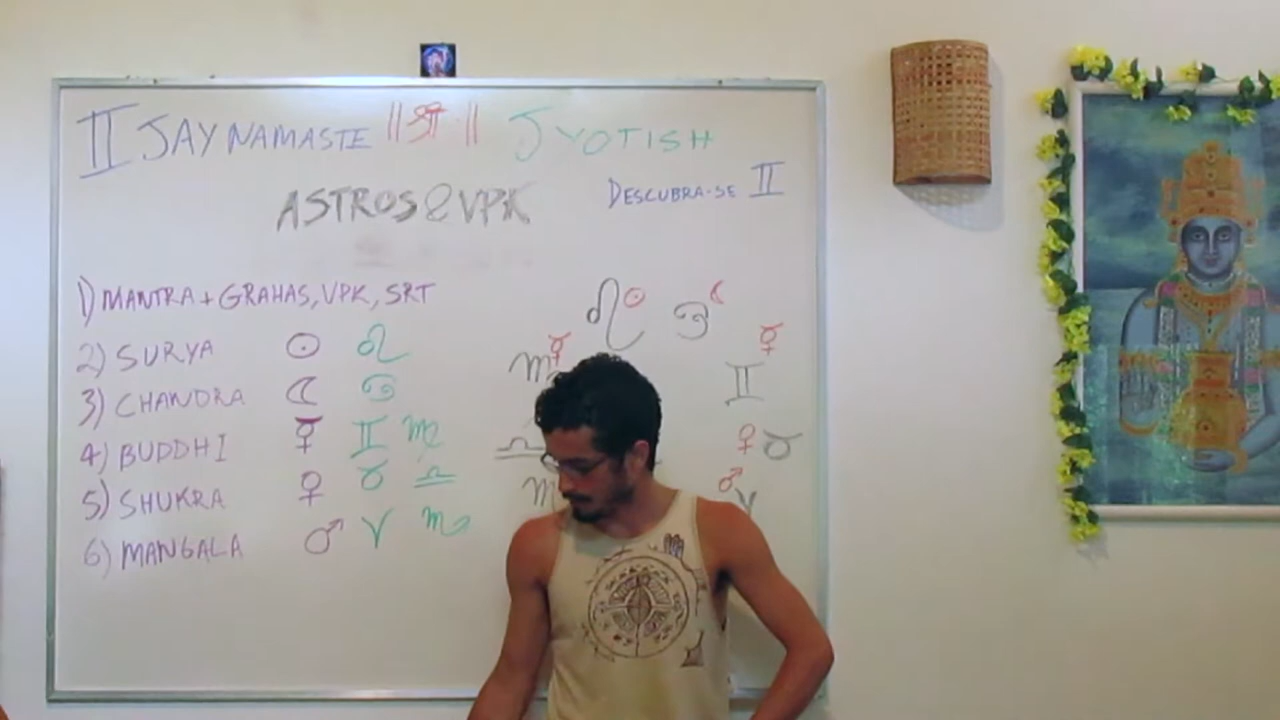 II JAY NAMASTE ॥श्री॥ JYOTISH
ASTROS & VPK
DESCUBRA-SE II
1) MANTRA + GRAHAS, VPK, SRT
2) SURYA ☉ ♌
3) CHANDRA ☾ ♋
4) BUDDHI ☿ ♊ ♍
5) SHUKRA ♀ ♉ ♎
6) MANGALA ♂ ♈ ♏
♌ ☉ ♋ ☾
♍ ☿ ☿ ♊
♎ ♀ ♉
♏ ♂ ♈